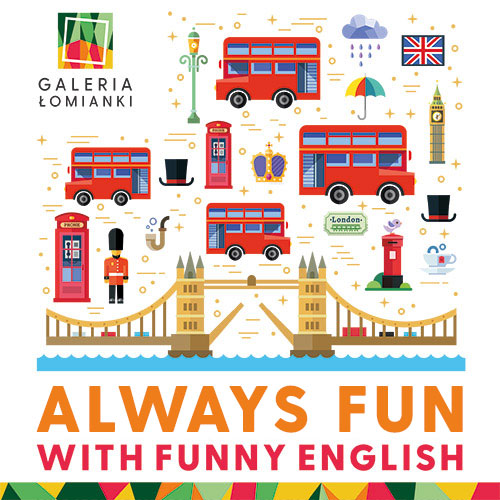 GALERIA
ŁOMIANKI
PHONE
London
PHONE
ALWAYS FUN
WITH FUNNY ENGLISH